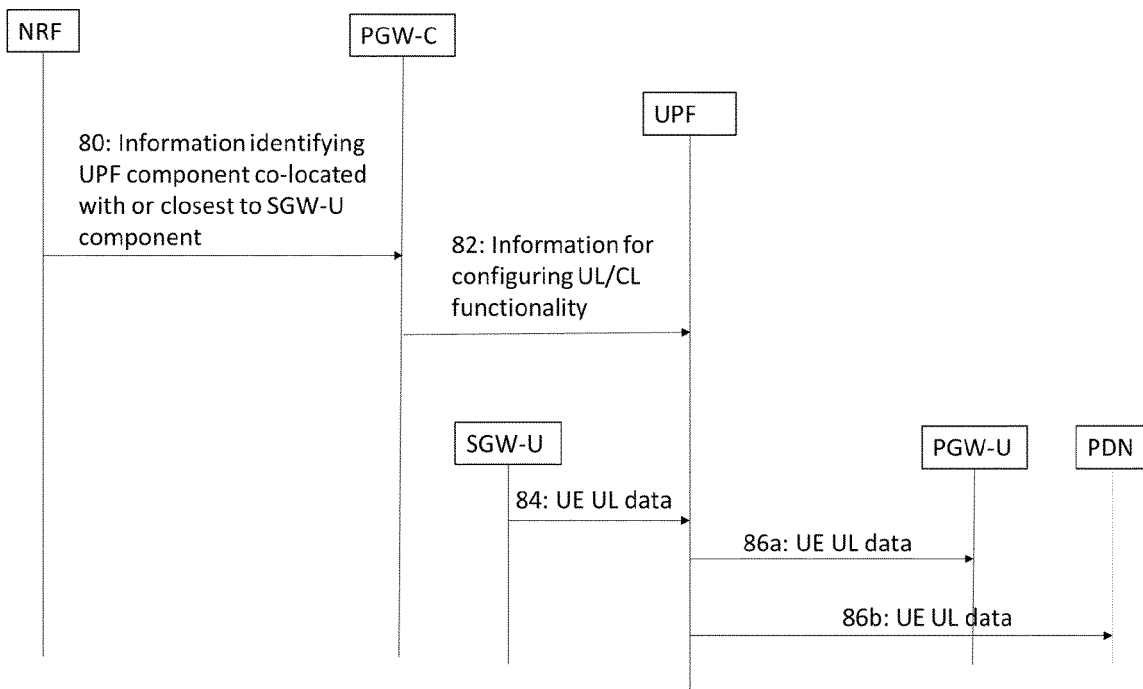 NRF
PGW-C
UPF
80: Information identifying
UPF component co-located
with or closest to SGW-U
component
82: Information for
configuring UL/CL
functionality
SGW-U
PGW-U
PDN
84: UE UL data
86a: UE UL data
86b: UE UL data